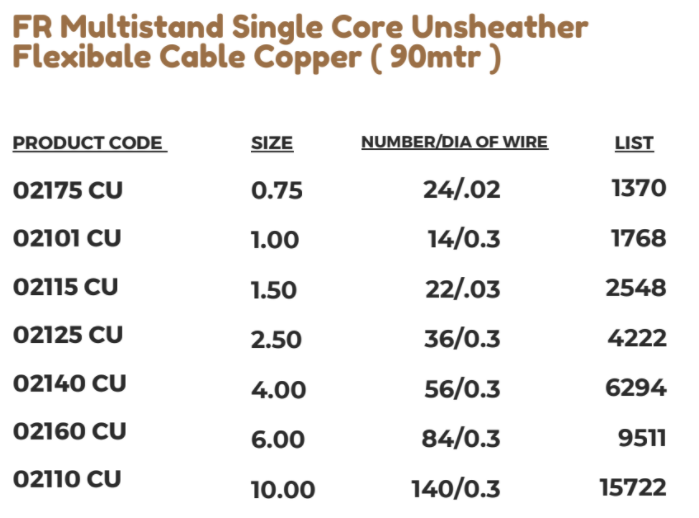 FR Multistand Single Core Unsheather
Flexibale Cable Copper ( 90mtr )
PRODUCT CODE SIZE NUMBER/DIA OF WIRE LIST
02175 CU 0.75 24/.02 1370
02101 CU 1.00 14/0.3 1768
02115 CU 1.50 22/.03 2548
02125 CU 2.50 36/0.3 4222
02140 CU 4.00 56/0.3 6294
02160 CU 6.00 84/0.3 9511
02110 CU 10.00 140/0.3 15722